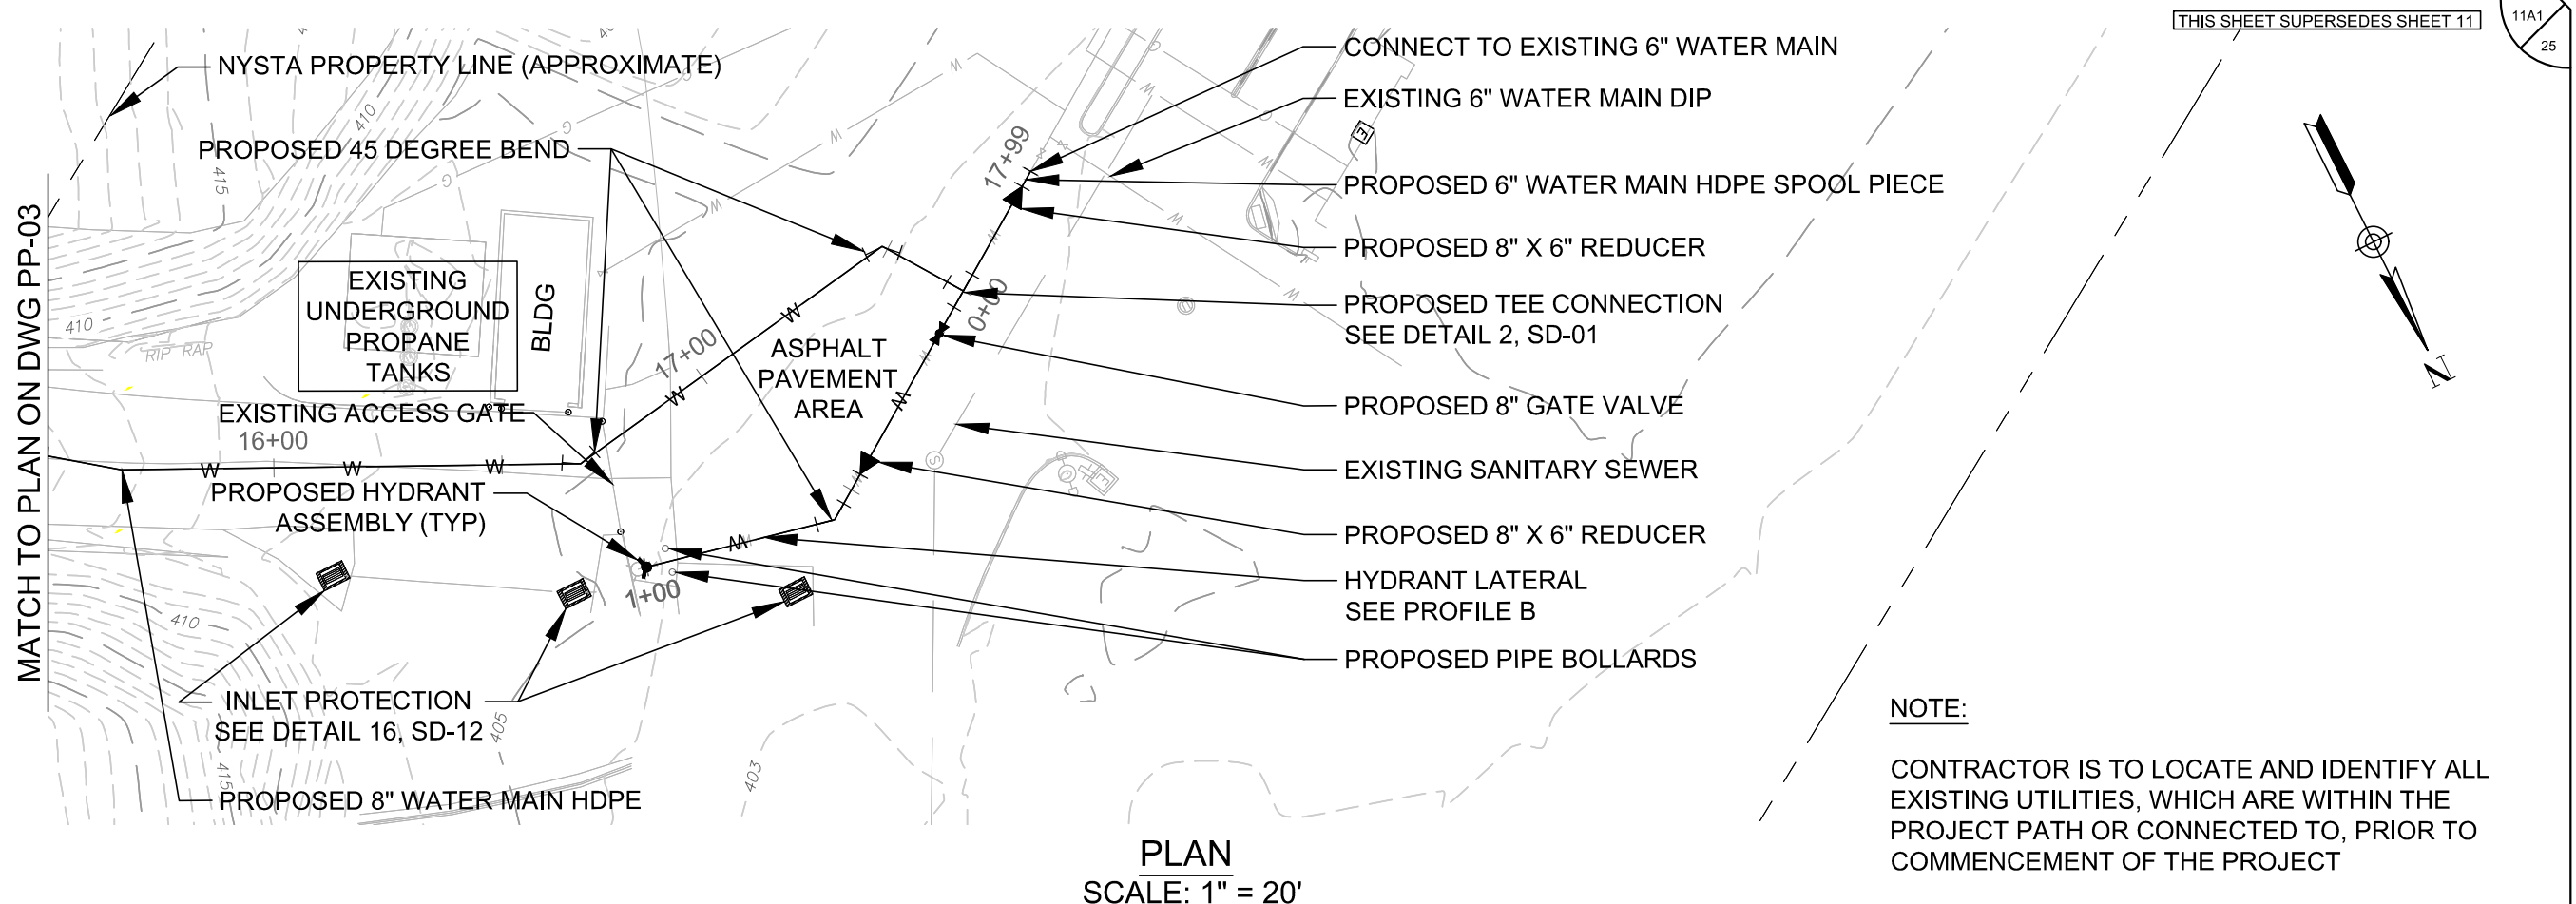 THIS SHEET SUPERSEDES SHEET 11
11A1
25
NYSTA PROPERTY LINE (APPROXIMATE)
PROPOSED 45 DEGREE BEND
MATCH TO PLAN ON DWG PP-03
EXISTING
UNDERGROUND
PROPANE
TANKS
BLDG
EXISTING ACCESS GATE
16+00
17+00
17+99
0+00
1+00
ASPHALT
PAVEMENT
AREA
PROPOSED HYDRANT
ASSEMBLY (TYP)
INLET PROTECTION
SEE DETAIL 16, SD-12
PROPOSED 8" WATER MAIN HDPE
CONNECT TO EXISTING 6" WATER MAIN
EXISTING 6" WATER MAIN DIP
PROPOSED 6" WATER MAIN HDPE SPOOL PIECE
PROPOSED 8" X 6" REDUCER
PROPOSED TEE CONNECTION
SEE DETAIL 2, SD-01
PROPOSED 8" GATE VALVE
EXISTING SANITARY SEWER
PROPOSED 8" X 6" REDUCER
HYDRANT LATERAL
SEE PROFILE B
PROPOSED PIPE BOLLARDS
410
415
410
RIP RAP
410
415
405
403
W
W
W
W
W
W
W
W
W
W
W
W
G
G
G
S
E
E
N
NOTE:
CONTRACTOR IS TO LOCATE AND IDENTIFY ALL
EXISTING UTILITIES, WHICH ARE WITHIN THE
PROJECT PATH OR CONNECTED TO, PRIOR TO
COMMENCEMENT OF THE PROJECT
PLAN
SCALE: 1" = 20'